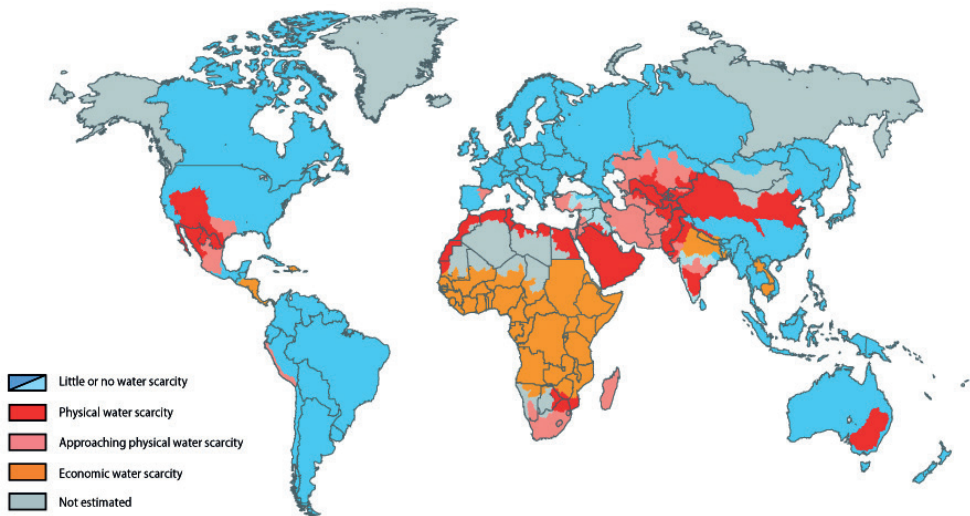 Little or no water scarcity
Physical water scarcity
Approaching physical water scarcity
Economic water scarcity
Not estimated